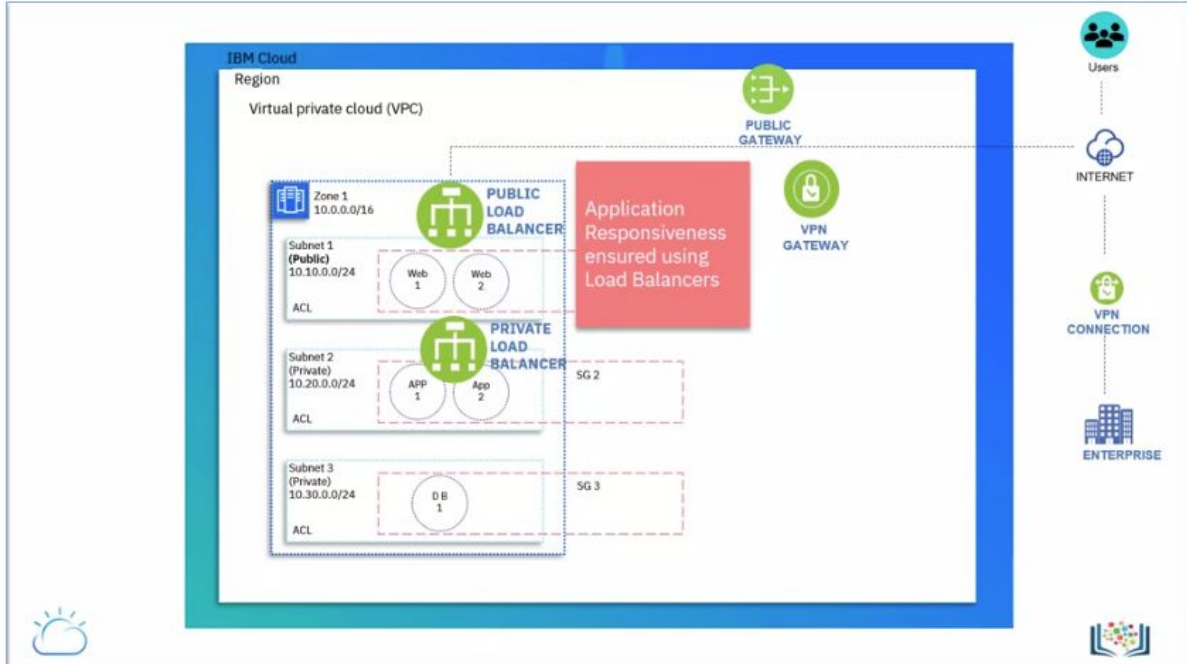 IBM Cloud
Region
Virtual private cloud (VPC)
Users
PUBLIC
GATEWAY
INTERNET
Zone 1
10.0.0.0/16
PUBLIC
LOAD
BALANCER
Application
Responsiveness
ensured using
Load Balancers
VPN
GATEWAY
Subnet 1
(Public)
10.10.0.0/24
ACL
Web
1
Web
2
VPN
CONNECTION
PRIVATE
LOAD
BALANCER
Subnet 2
(Private)
10.20.0.0/24
ACL
APP
1
App
2
SG 2
ENTERPRISE
Subnet 3
(Private)
10.30.0.0/24
ACL
D B
1
SG 3